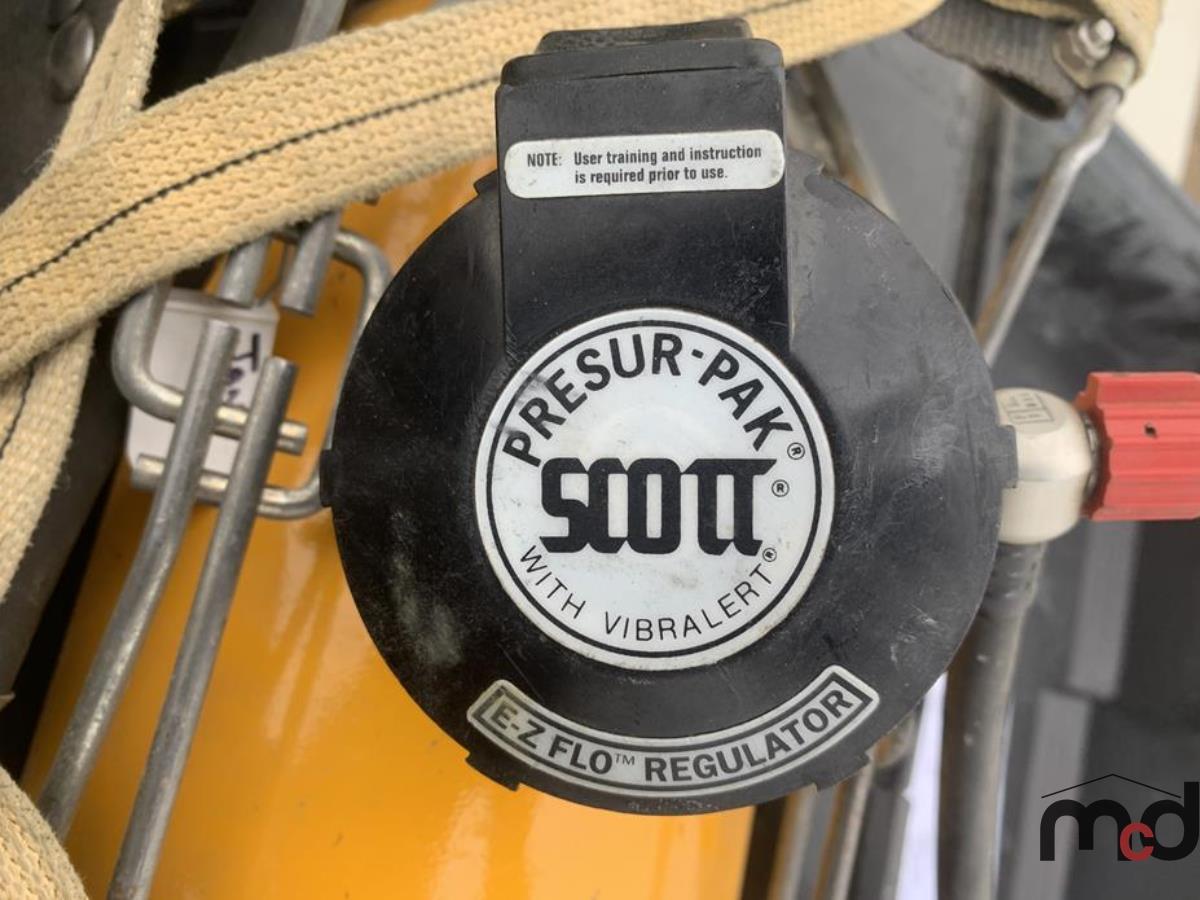 NOTE: User training and instruction
is required prior to use.
PRESUR-PAK®
SCOTT®
WITH VIBRALERT®
E-Z FLO™ REGULATOR
mcd